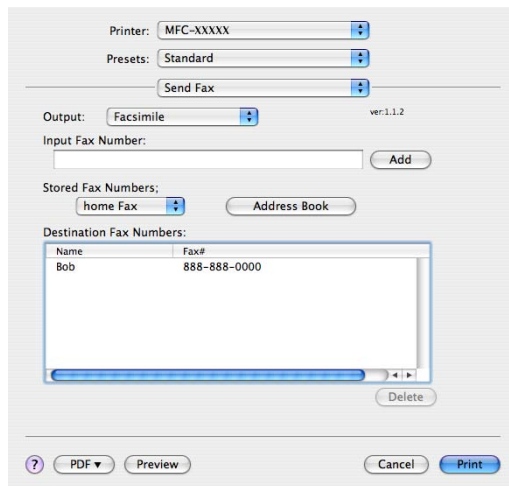 Printer: MFC-XXXXX
Presets: Standard
Send Fax
Output: Facsimile ver:1.1.2
Input Fax Number:
Add
Stored Fax Numbers;
home Fax Address Book
Destination Fax Numbers:
Name Fax#
Bob 888-888-0000
Delete
? PDF▼ Preview Cancel Print